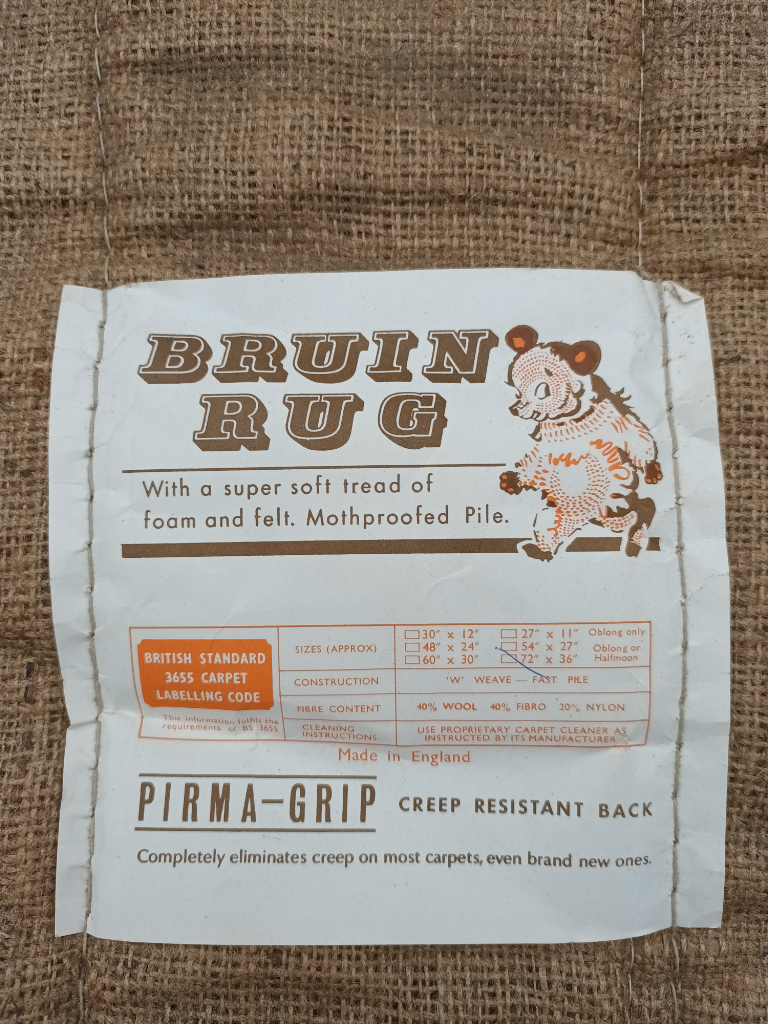 BRUIN
RUG
With a super soft tread of
foam and felt. Mothproofed Pile.
BRITISH STANDARD
3655 CARPET
LABELLING CODE
This information fulfils the
requirements of BS 3655
SIZES (APPROX)
30" x 12" 27" x 11" Oblong only
48" x 24" 54" x 27" Oblong or
60" x 30" 72" x 36" Halfmoon
CONSTRUCTION 'W' WEAVE — FAST PILE
FIBRE CONTENT 40% WOOL 40% FIBRO 20% NYLON
CLEANING
INSTRUCTIONS
USE PROPRIETARY CARPET CLEANER AS
INSTRUCTED BY ITS MANUFACTURER
Made in England
PIRMA-GRIP CREEP RESISTANT BACK
Completely eliminates creep on most carpets, even brand new ones.